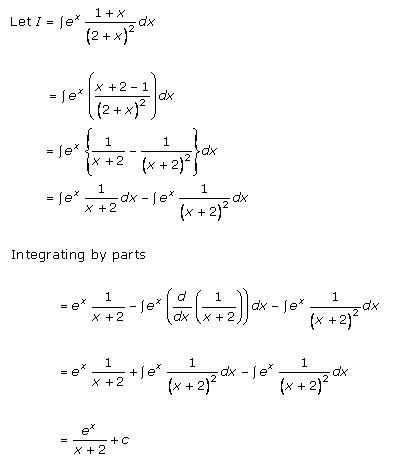 Let I = ∫e^x (1+x)/(2+x)^2 dx
= ∫e^x ((x+2−1)/(2+x)^2) dx
= ∫e^x {1/(x+2) − 1/(x+2)^2} dx
= ∫e^x 1/(x+2) dx − ∫e^x 1/(x+2)^2 dx
Integrating by parts
= e^x 1/(x+2) − ∫e^x (d/dx (1/(x+2))) dx − ∫e^x 1/(x+2)^2 dx
= e^x 1/(x+2) + ∫e^x 1/(x+2)^2 dx − ∫e^x 1/(x+2)^2 dx
= e^x/(x+2) + c